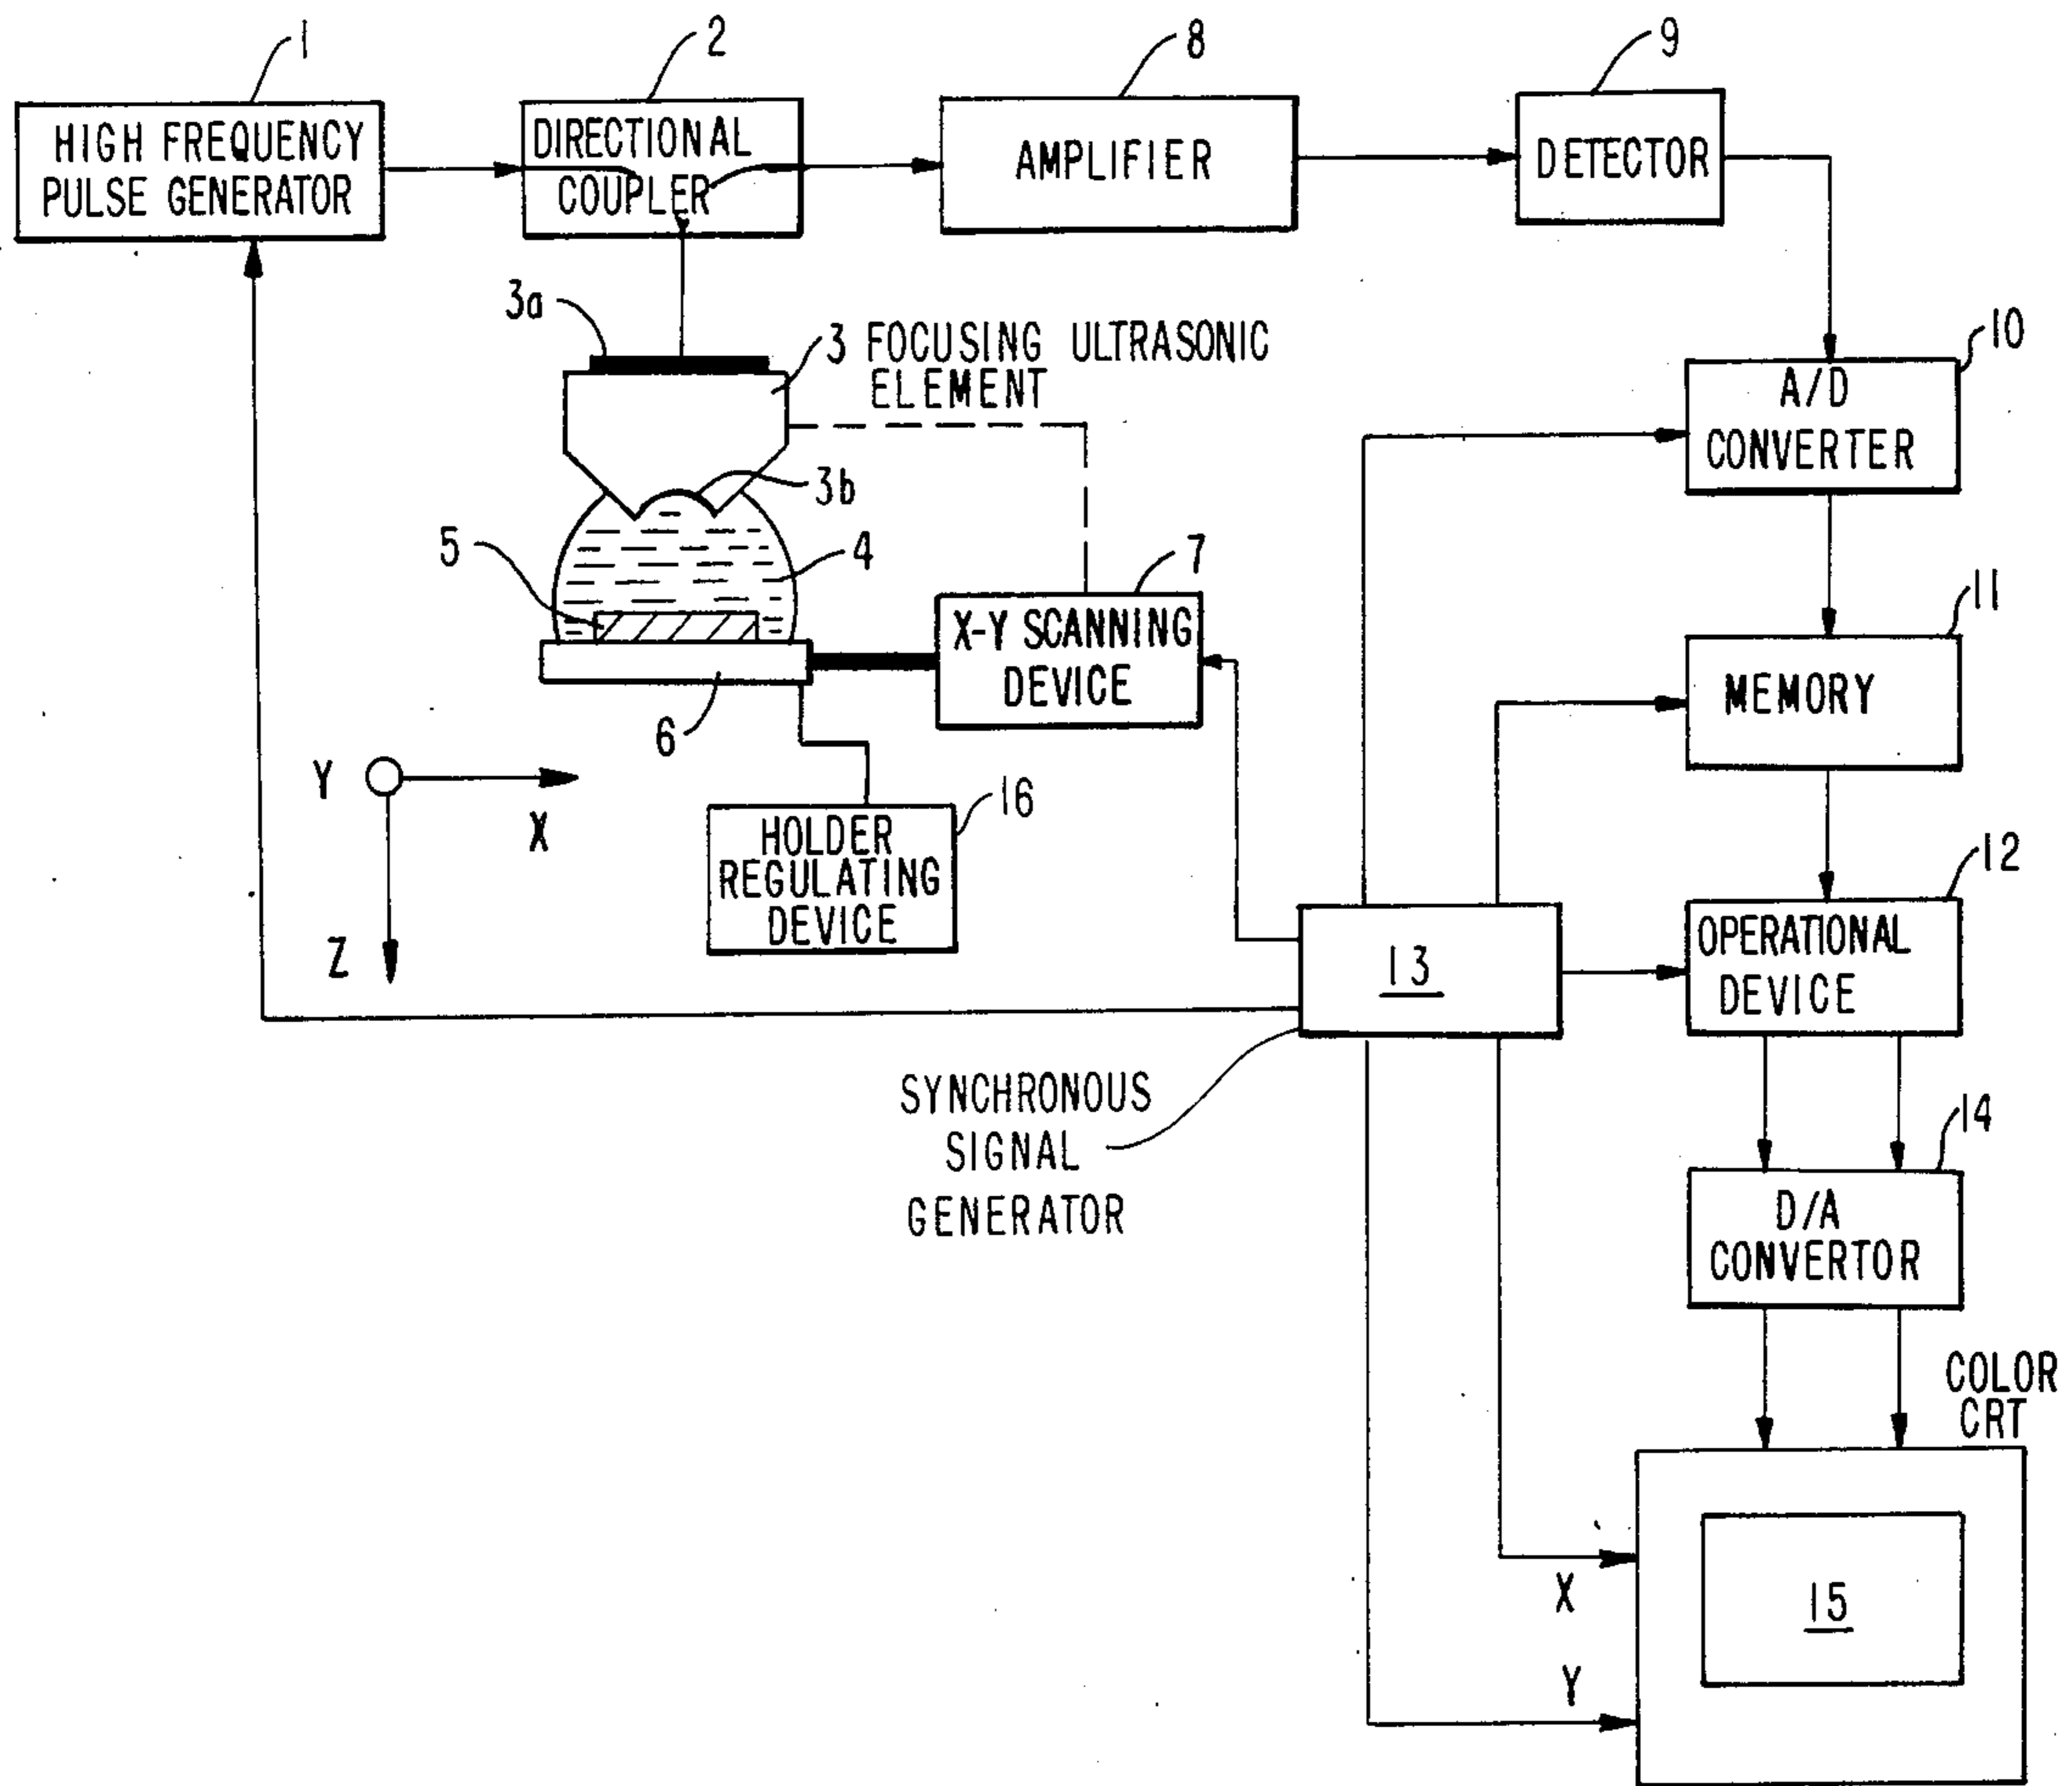 1
2
8
9
HIGH FREQUENCY
PULSE GENERATOR
DIRECTIONAL
COUPLER
AMPLIFIER
DETECTOR
3a
3 FOCUSING ULTRASONIC
ELEMENT
10
A/D
CONVERTER
3b
5
4
7
11
X-Y SCANNING
DEVICE
MEMORY
6
Y
X
Z
16
HOLDER
REGULATING
DEVICE
12
13
OPERATIONAL
DEVICE
SYNCHRONOUS
SIGNAL
GENERATOR
14
D/A
CONVERTOR
COLOR
CRT
X
15
Y